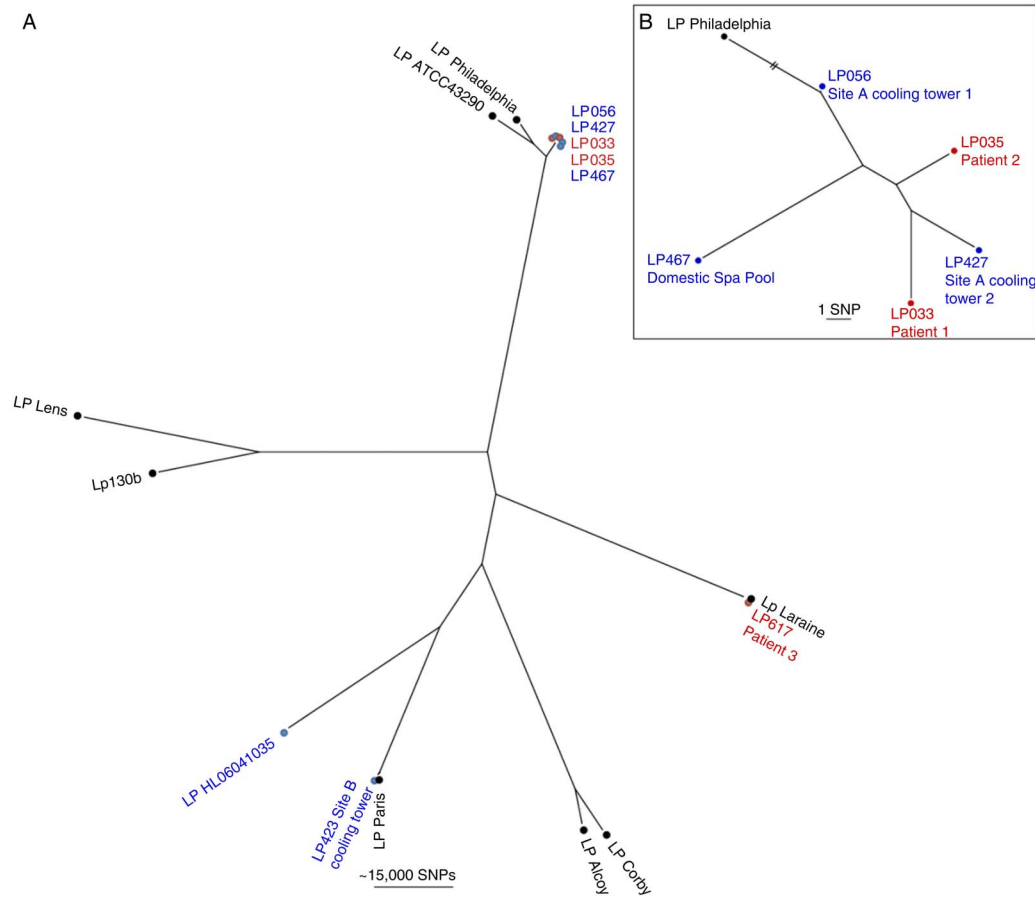 A
LP Philadelphia
LP ATCC43290
LP056
LP427
LP033
LP035
LP467
LP Lens
Lp130b
Lp Laraine
LP617
Patient 3
LP HL06041035
LP423 Site B
cooling tower
LP Paris
LP Alcoy
LP Corby
~15,000 SNPs
B
LP Philadelphia
LP056
Site A cooling tower 1
LP035
Patient 2
LP467
Domestic Spa Pool
LP427
Site A cooling
tower 2
LP033
Patient 1
1 SNP